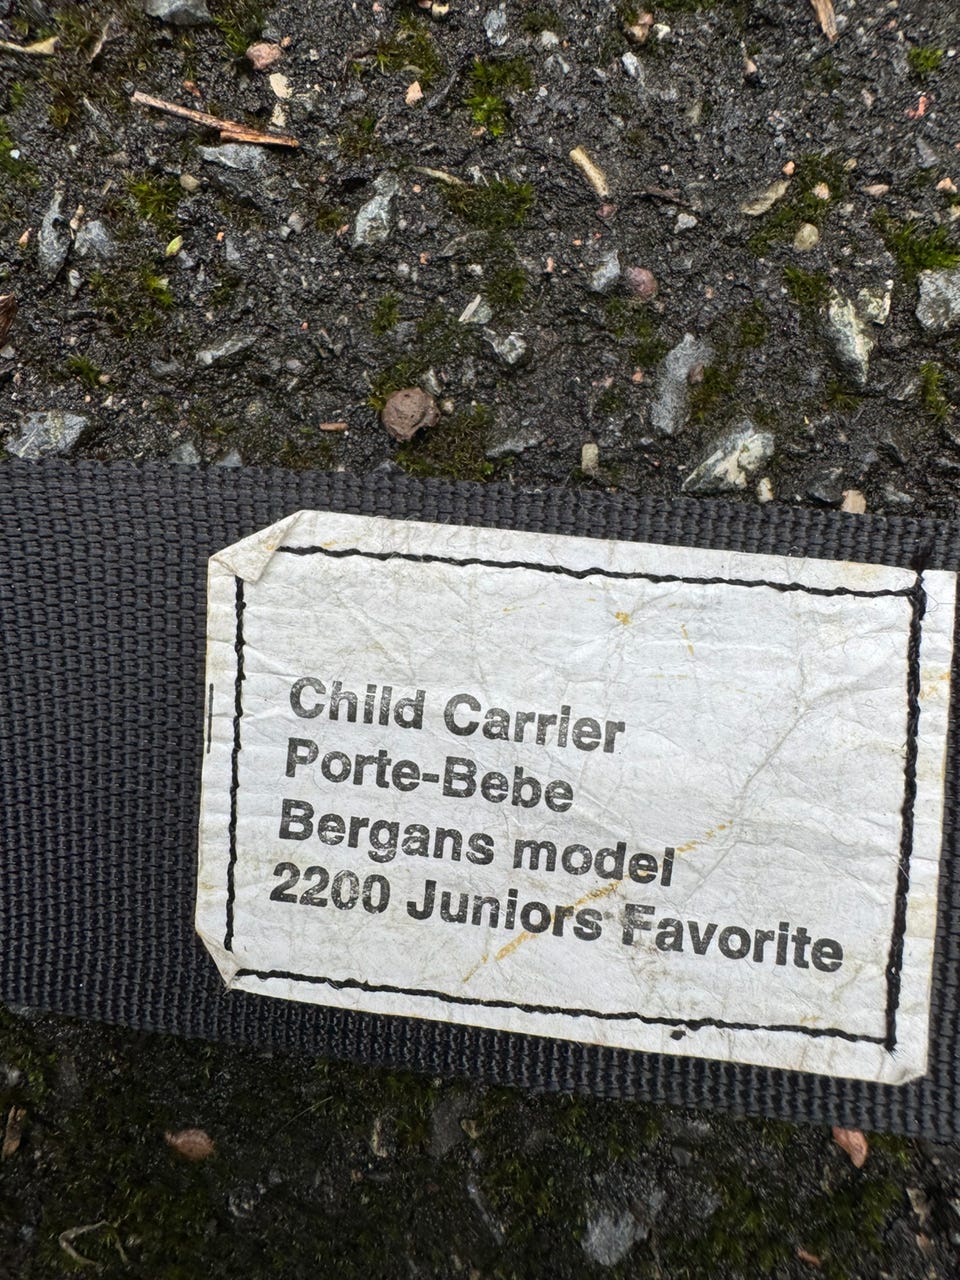 Child Carrier
Porte-Bebe
Bergans model
2200 Juniors Favorite